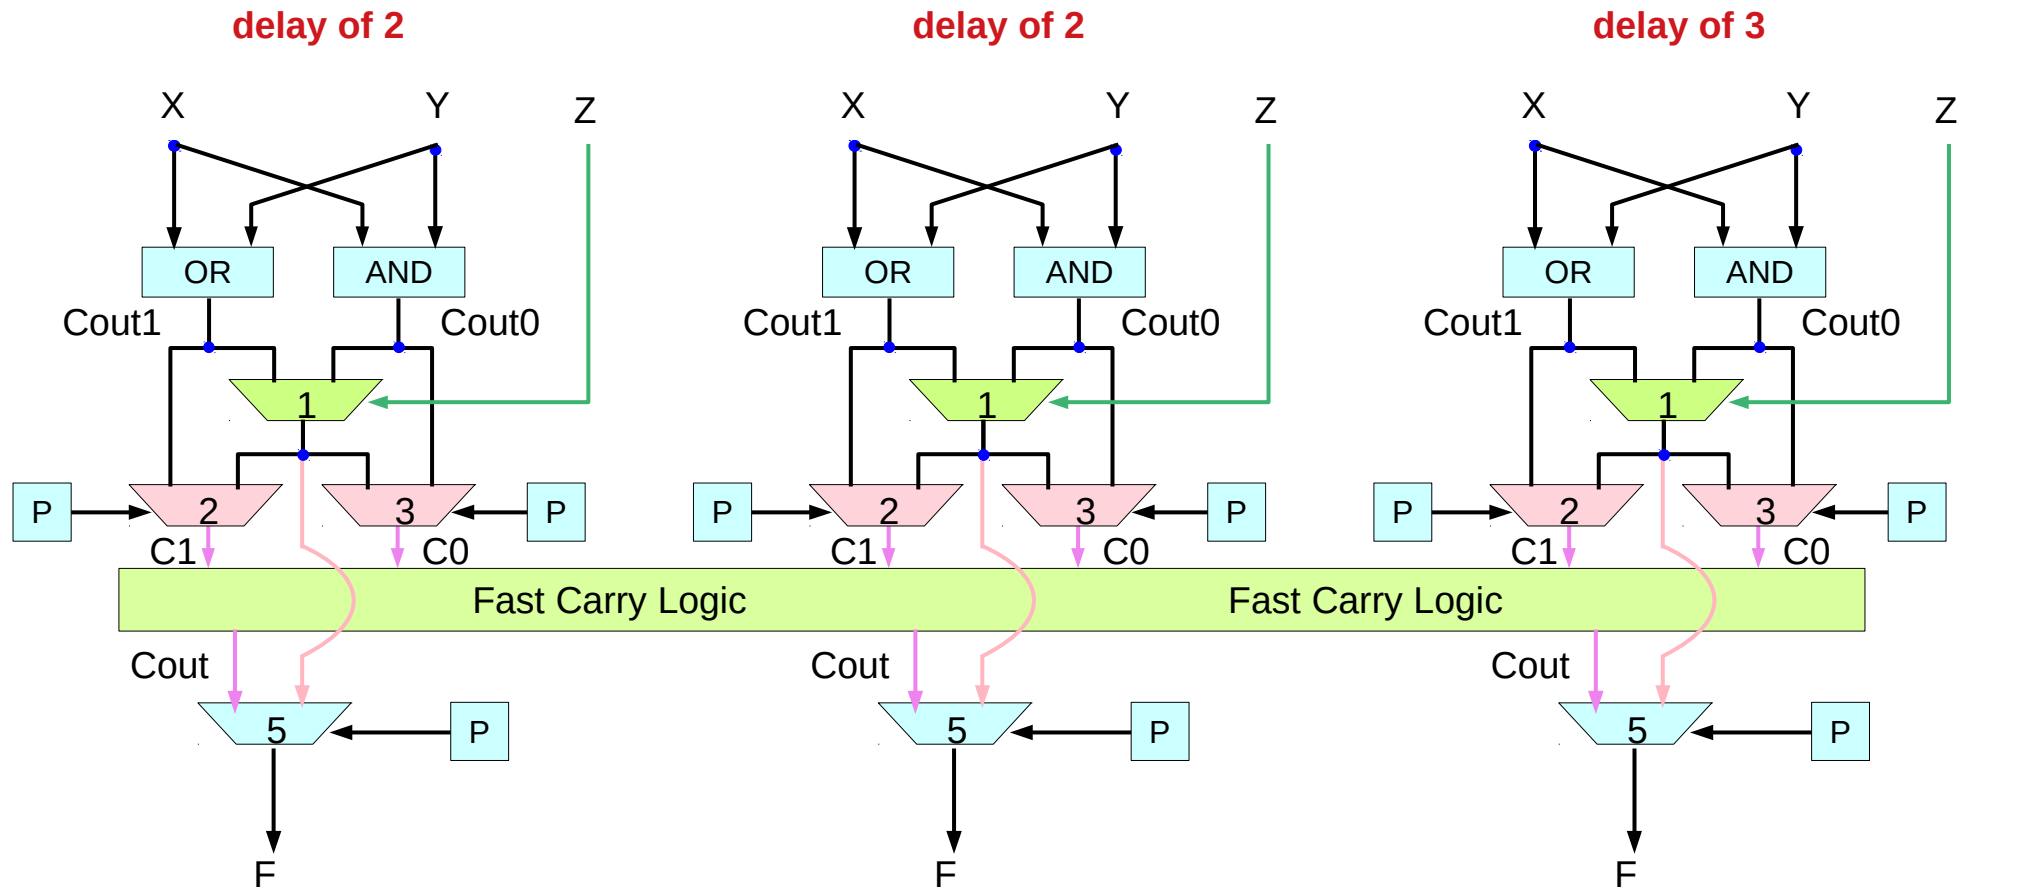 delay of 2 delay of 2 delay of 3
X Y Z X Y Z X Y Z
OR AND OR AND OR AND
Cout1 Cout0 Cout1 Cout0 Cout1 Cout0
1 1 1
P 2 3 P P 2 3 P P 2 3 P
C1 C0 C1 C0 C1 C0
Fast Carry Logic Fast Carry Logic
Cout Cout Cout
5 P 5 P 5 P
F F F